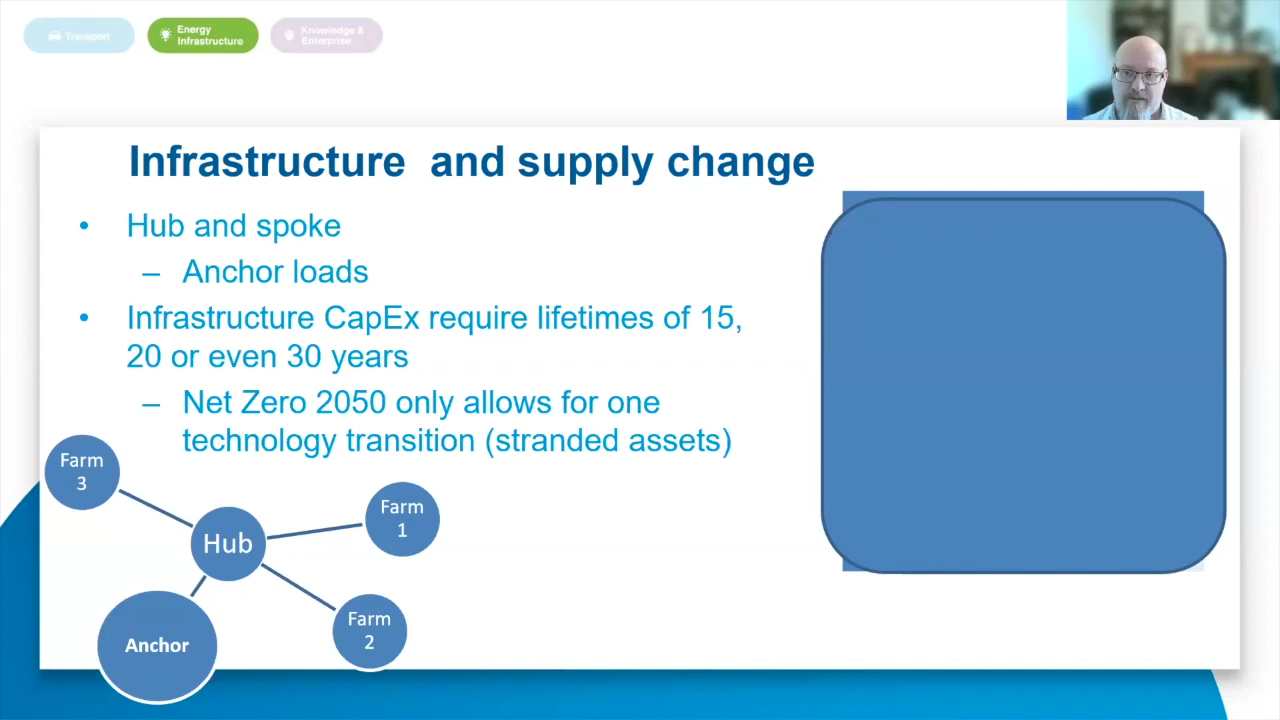 Transport
Energy
Infrastructure
Knowledge &
Enterprise
Infrastructure and supply change
• Hub and spoke
– Anchor loads
• Infrastructure CapEx require lifetimes of 15,
20 or even 30 years
– Net Zero 2050 only allows for one
technology transition (stranded assets)
Farm
3
Farm
1
Hub
Farm
2
Anchor